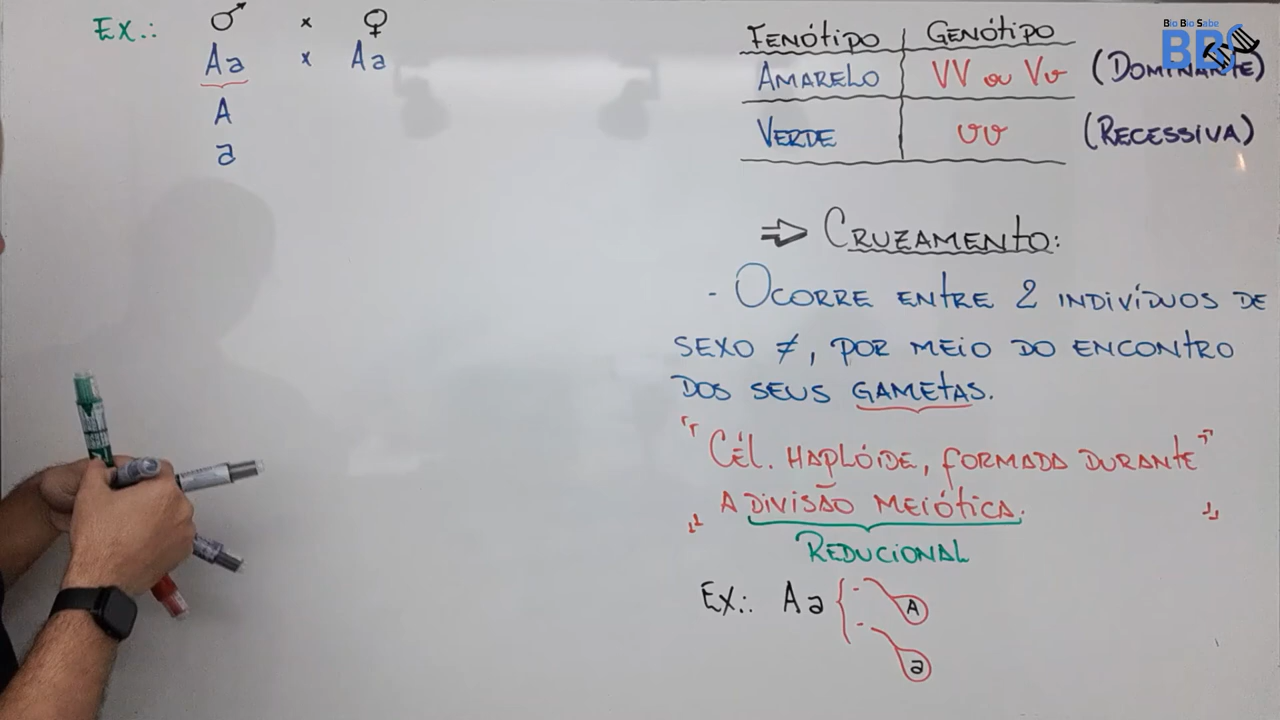 Ex.: ♂ x ♀
Aa x Aa
A
a
Fenótipo | Genótipo
Amarelo | VV ou Vv (Dominante)
Verde | vv (Recessiva)
⇒ Cruzamento:
- Ocorre entre 2 indivíduos de
sexo ≠, por meio do encontro
dos seus gametas.
Cél. haplóide, formada durante
a divisão meiótica.
Reducional
Ex.: Aa { - A
- a
Bio Bio Sabe
BBS